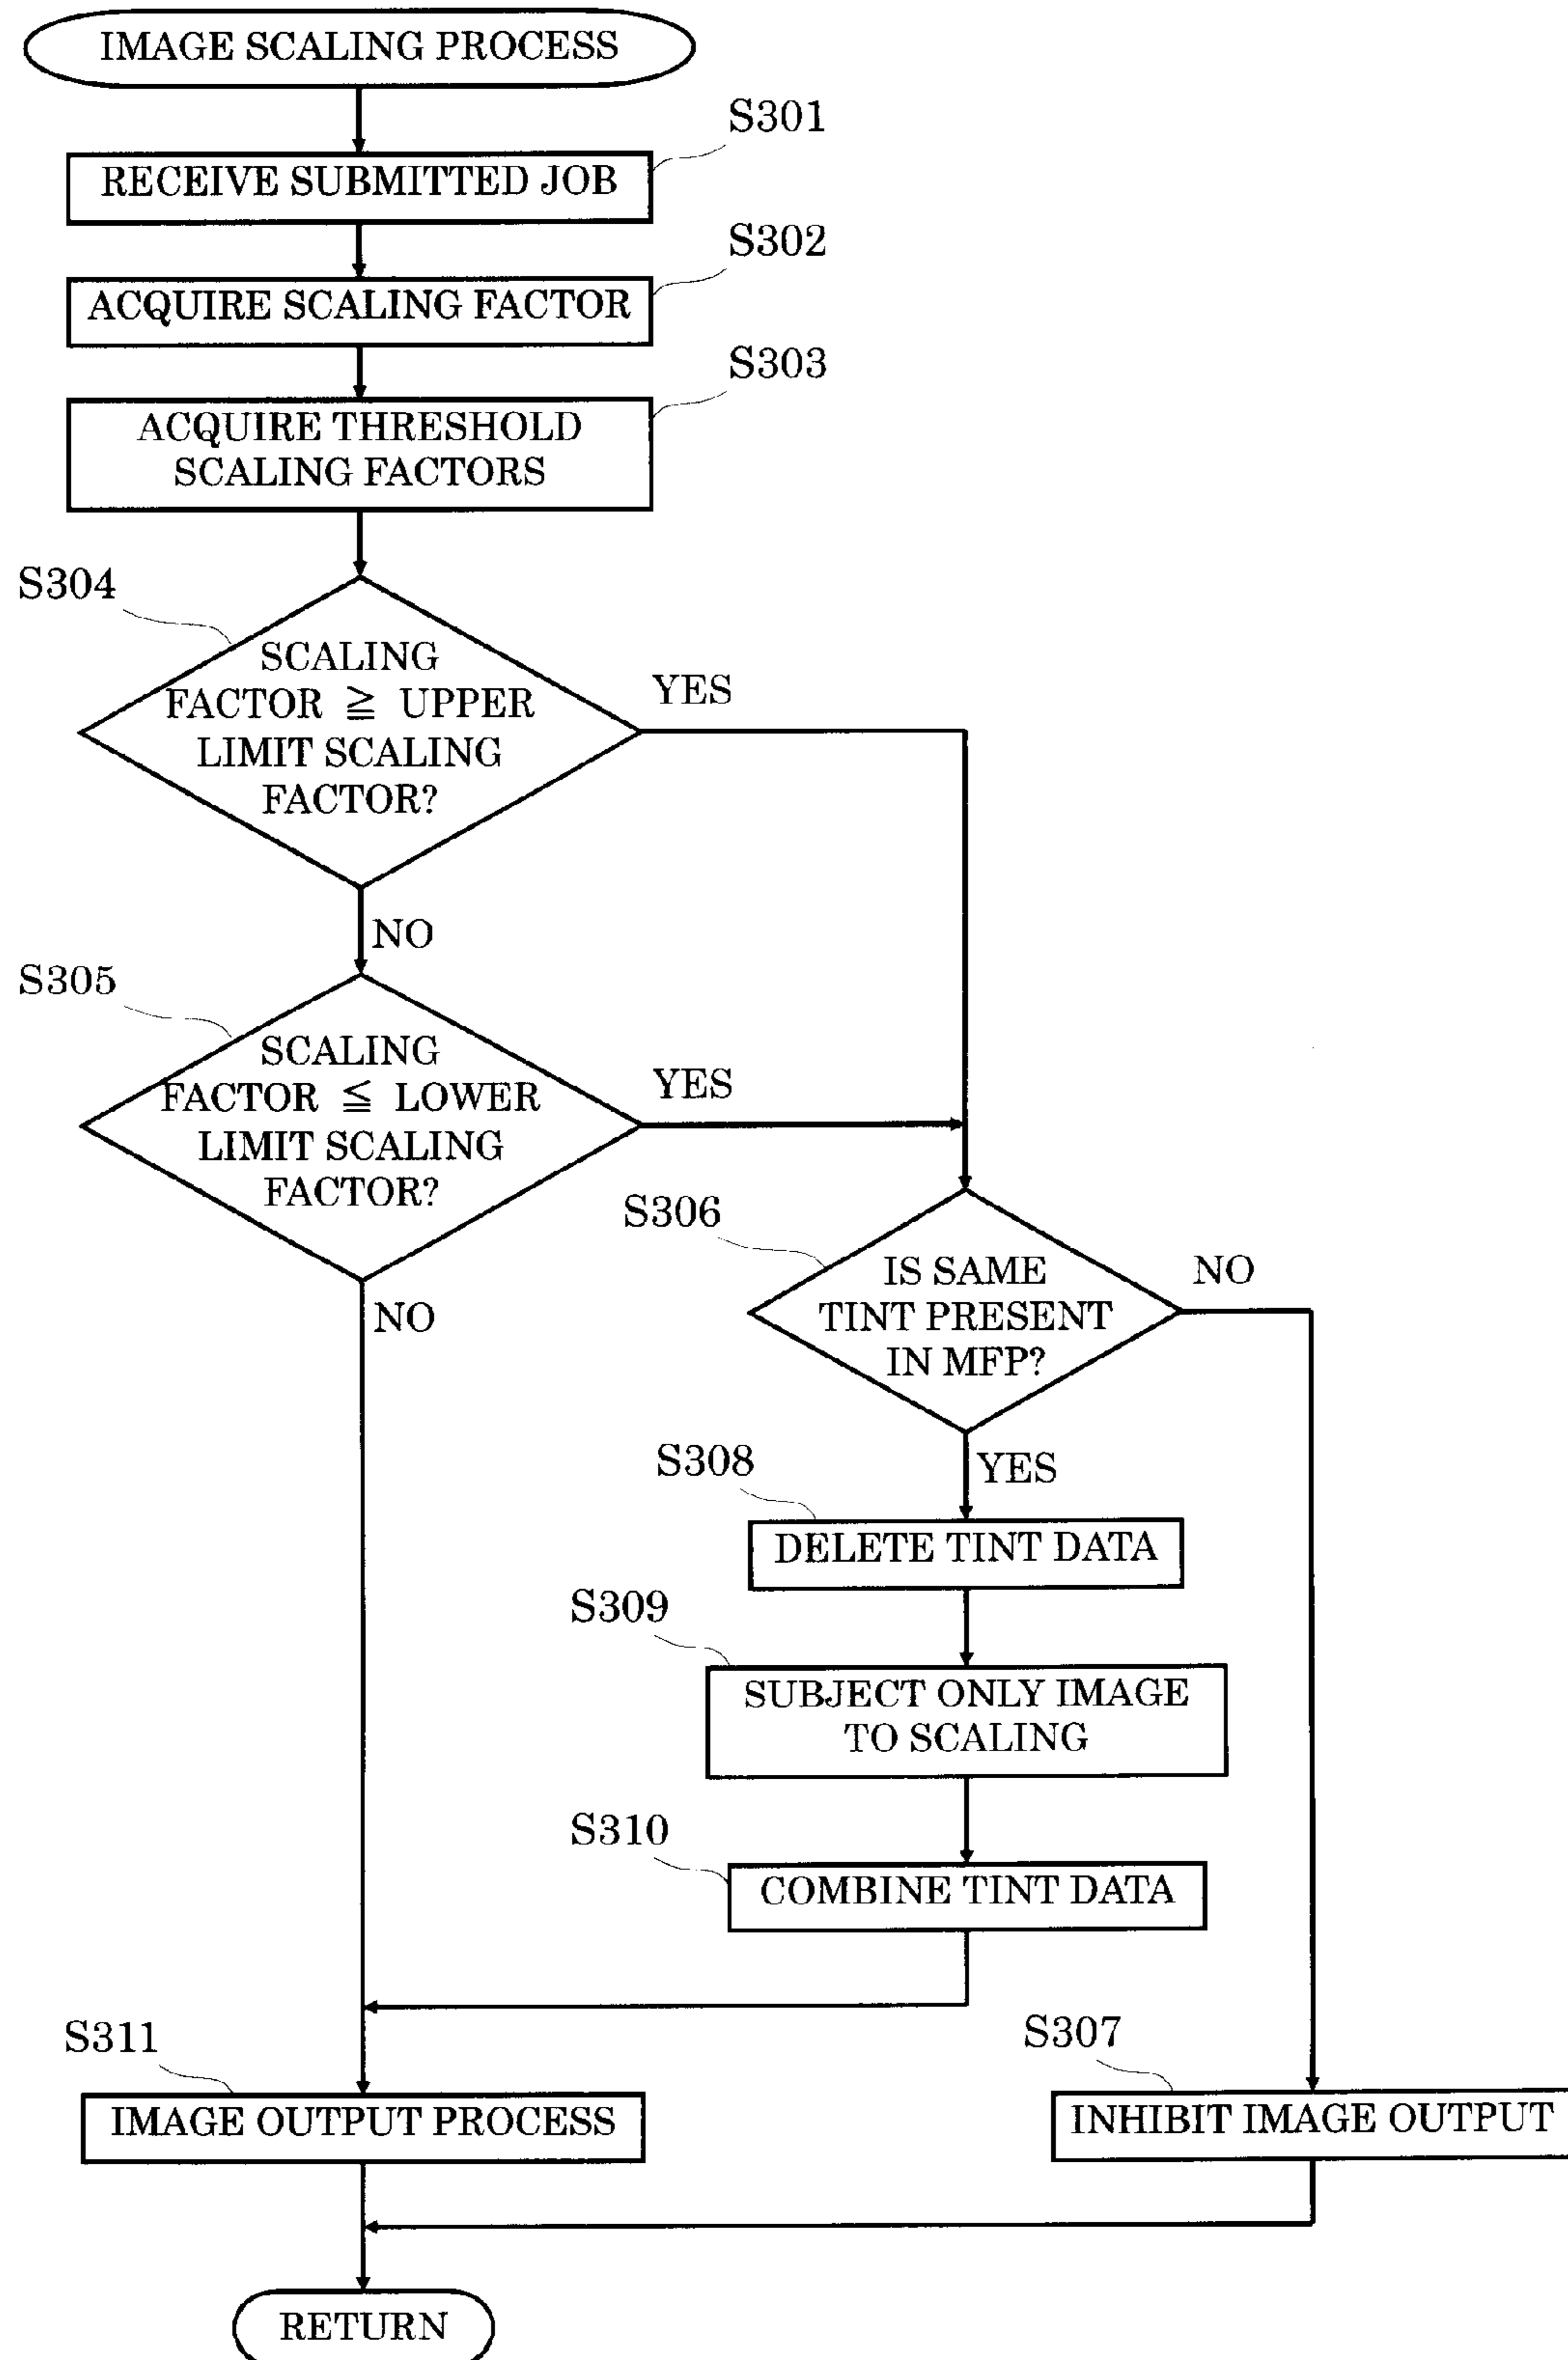 IMAGE SCALING PROCESS
S301
RECEIVE SUBMITTED JOB
S302
ACQUIRE SCALING FACTOR
S303
ACQUIRE THRESHOLD
SCALING FACTORS
S304
SCALING
FACTOR ≧ UPPER
LIMIT SCALING
FACTOR?
YES
NO
S305
SCALING
FACTOR ≦ LOWER
LIMIT SCALING
FACTOR?
YES
NO
S306
IS SAME
TINT PRESENT
IN MFP?
NO
YES
S308
DELETE TINT DATA
S309
SUBJECT ONLY IMAGE
TO SCALING
S310
COMBINE TINT DATA
S311
IMAGE OUTPUT PROCESS
S307
INHIBIT IMAGE OUTPUT
RETURN